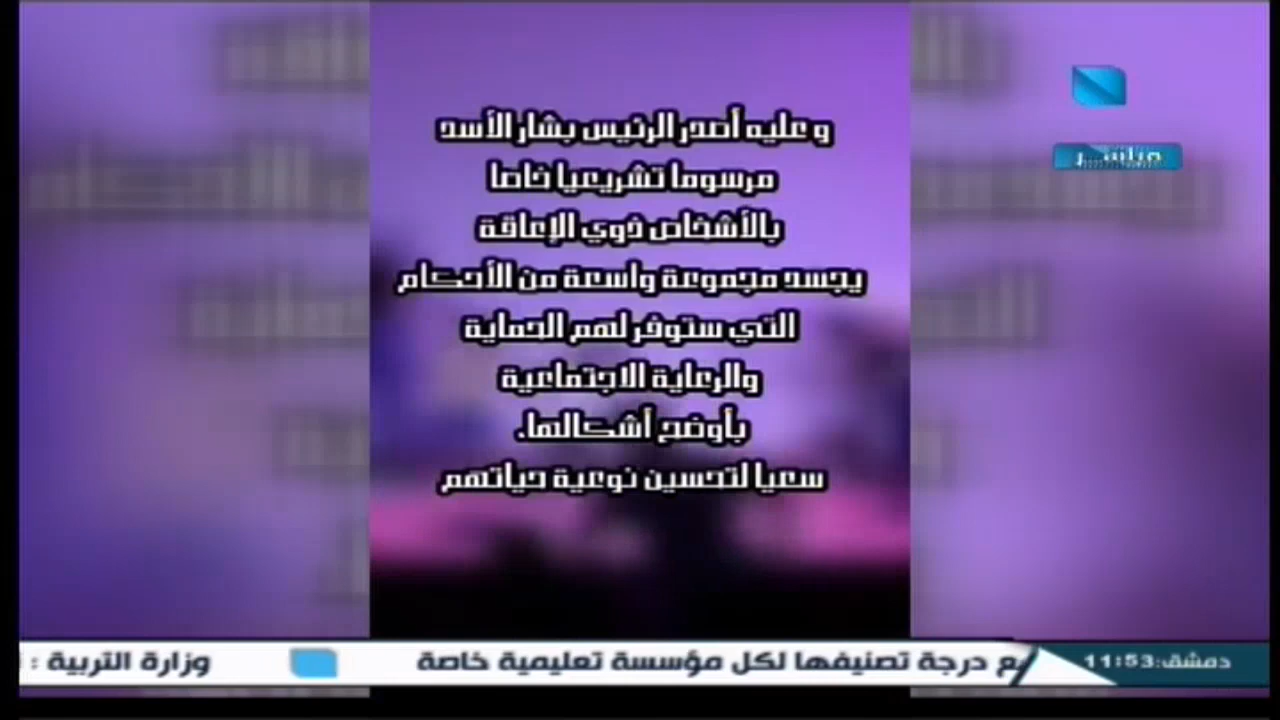 مباشر
و عليه أصدر الرئيس بشار الأسد
مرسوما تشريعيا خاصا
بالأشخاص ذوي الإعاقة
يجسد مجموعة واسعة من الأحكام
التي ستوفر لهم الحماية
والرعاية الاجتماعية
بأوضح أشكالها.
سعيا لتحسين نوعية حياتهم
دمشق:11:53
درجة تصنيفها لكل مؤسسة تعليمية خاصة
وزارة التربية :